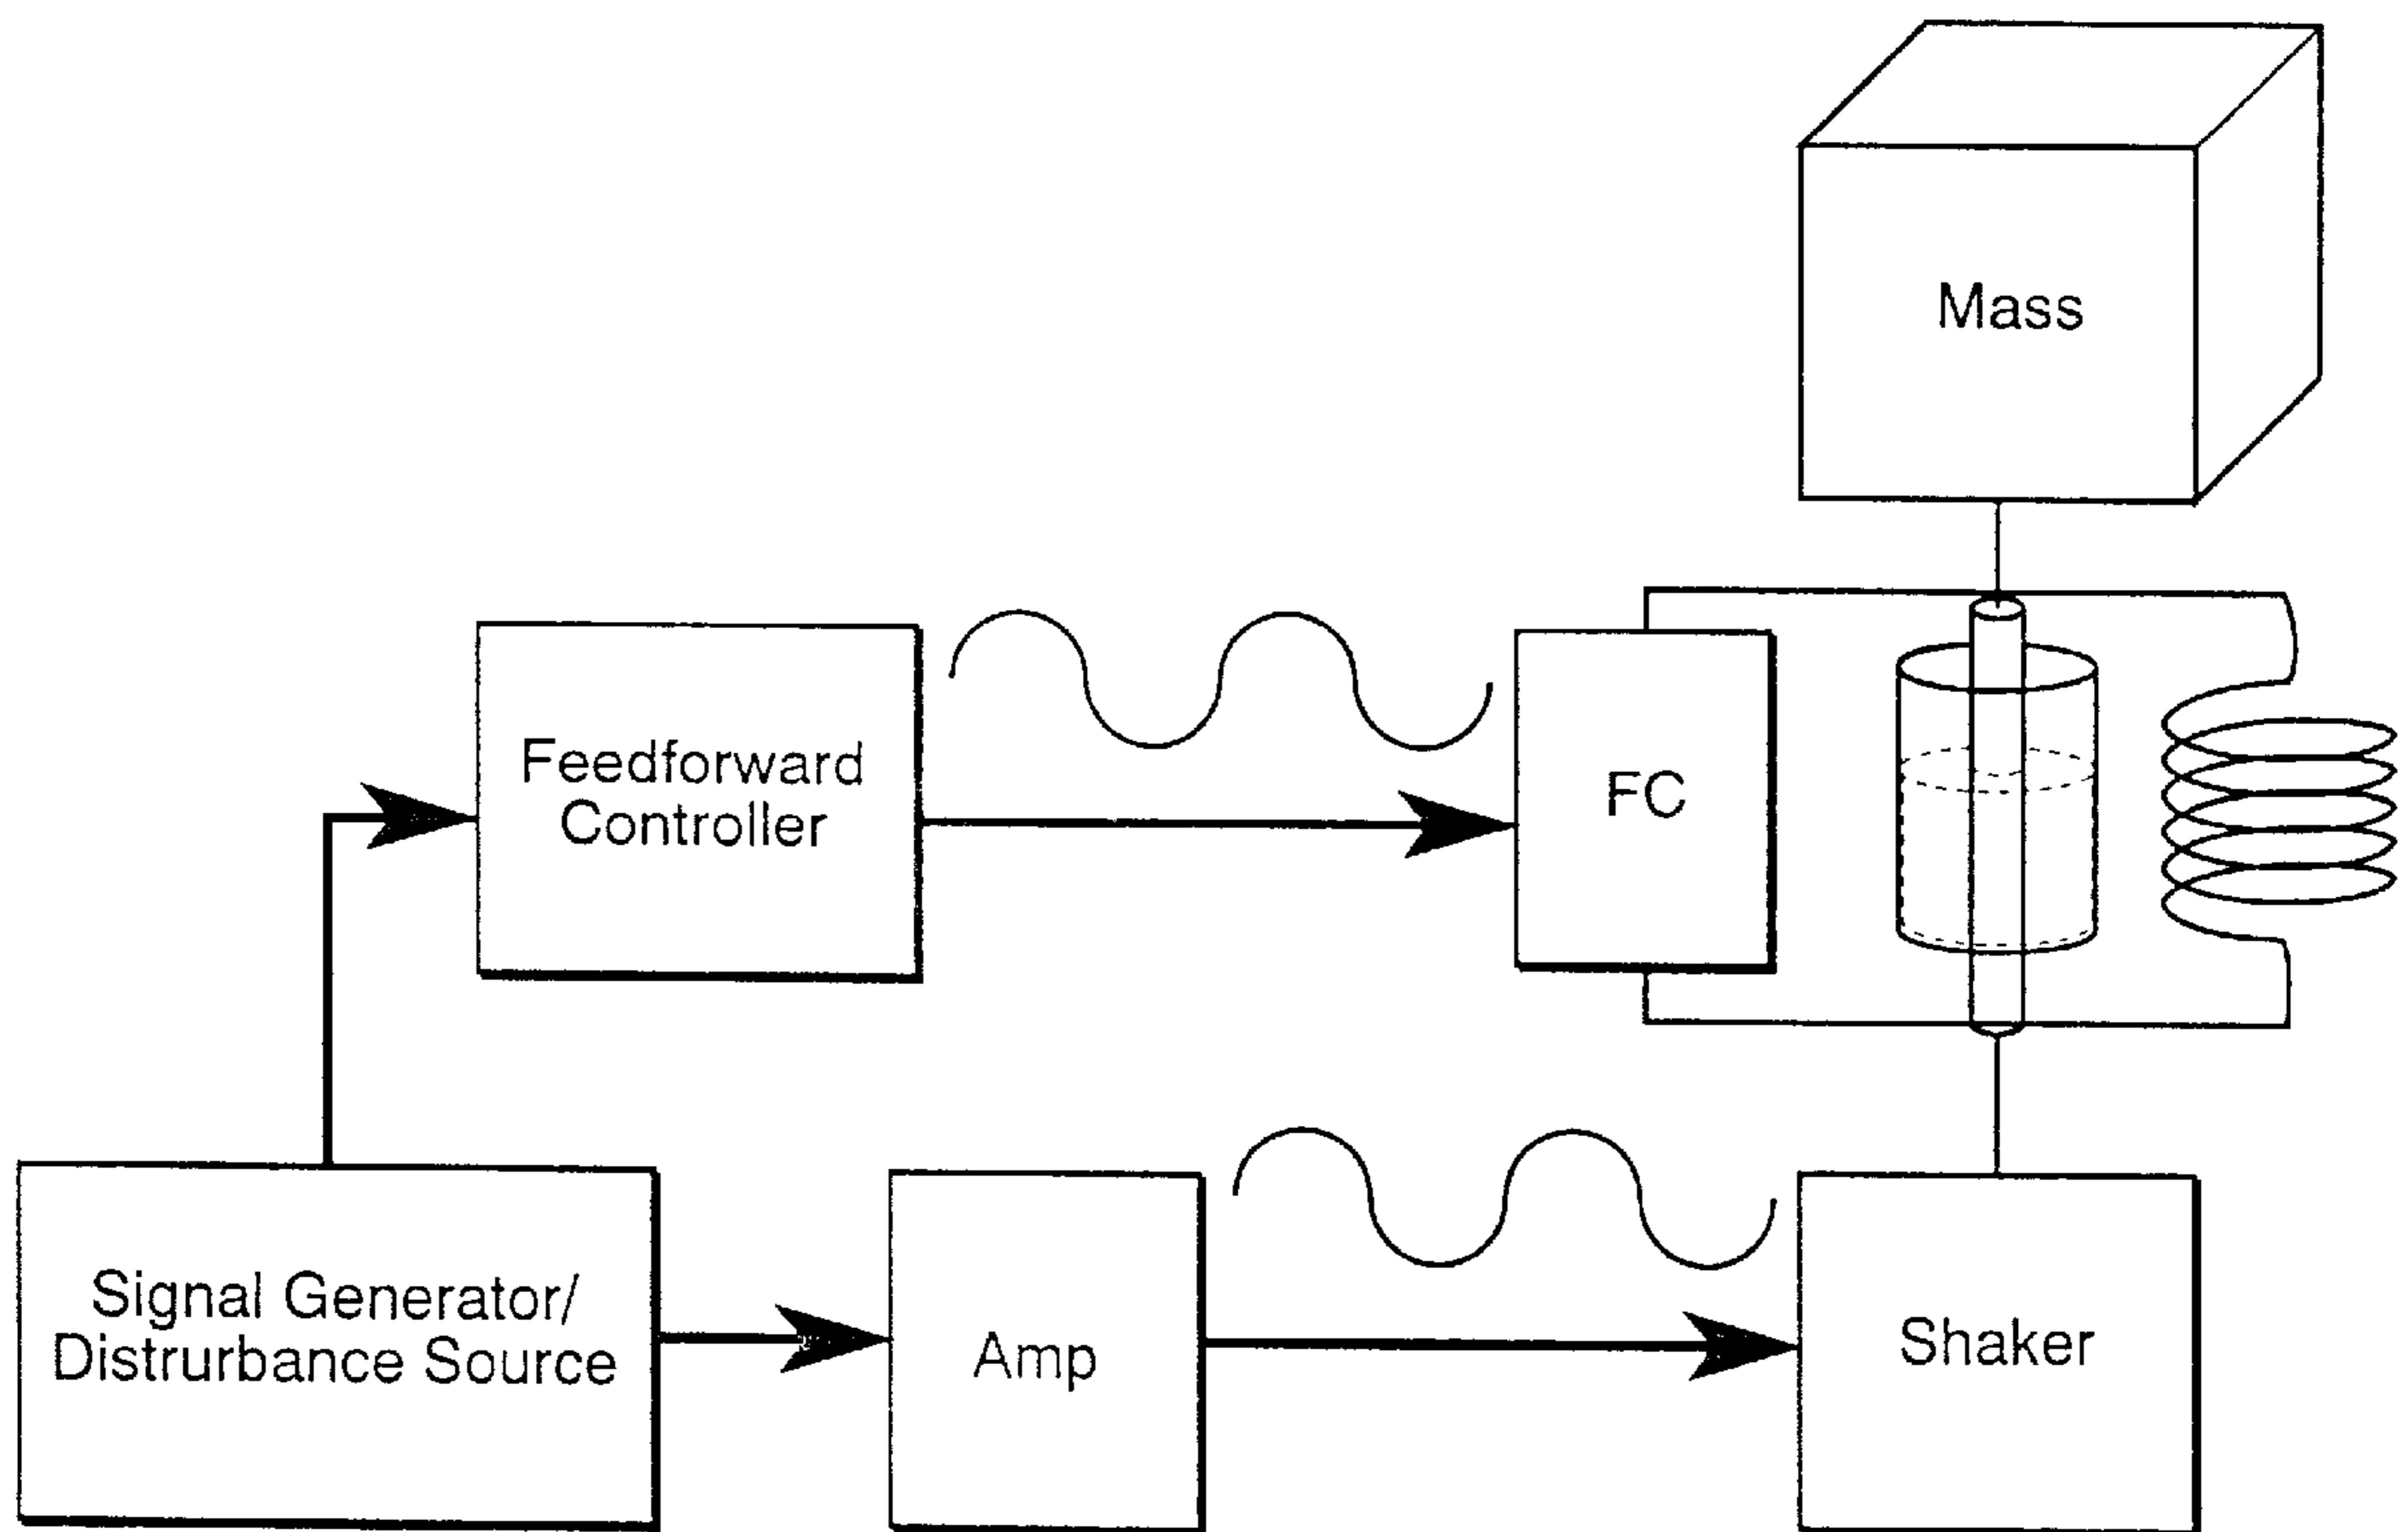 Mass
Feedforward
Controller
FC
Signal Generator/
Distrurbance Source
Amp
Shaker